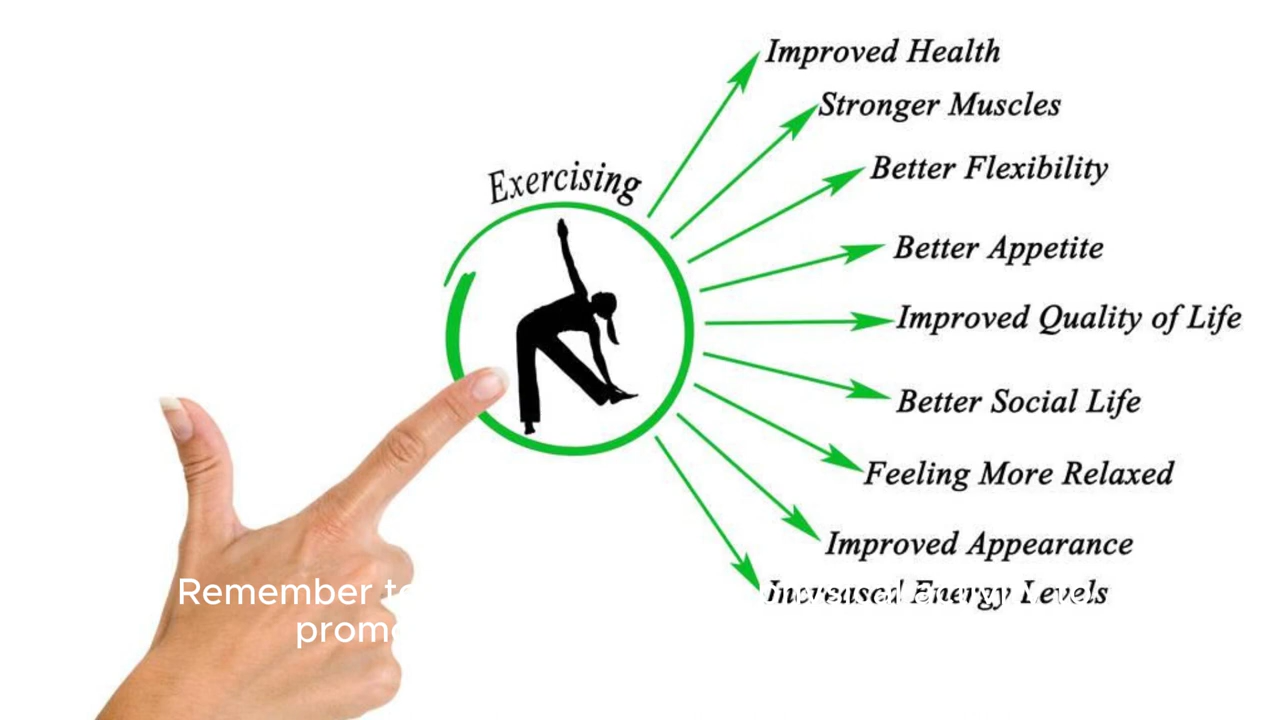 Exercising
Improved Health
Stronger Muscles
Better Flexibility
Better Appetite
Improved Quality of Life
Better Social Life
Feeling More Relaxed
Improved Appearance
Increased Energy Levels
Remember